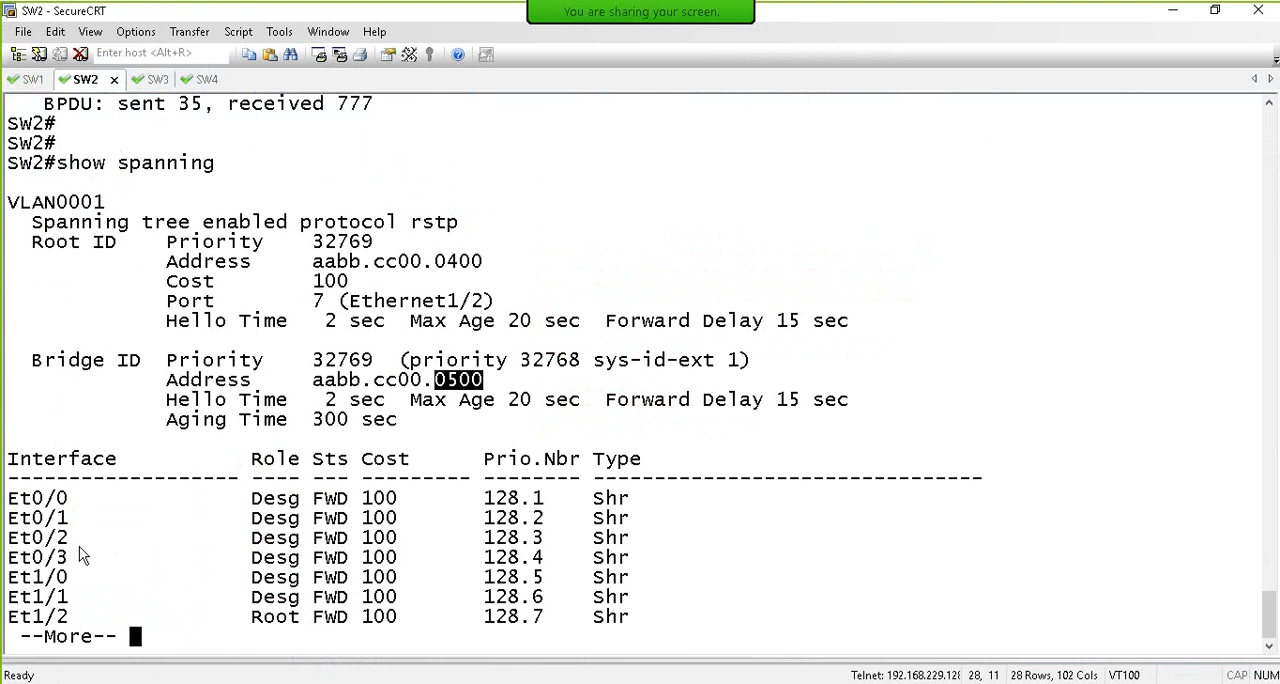 SW2 - SecureCRT
You are sharing your screen.
File Edit View Options Transfer Script Tools Window Help
Enter host <Alt+R>
SW1 SW2 SW3 SW4
BPDU: sent 35, received 777
SW2#
SW2#
SW2#show spanning
VLAN0001
Spanning tree enabled protocol rstp
Root ID Priority 32769
Address aabb.cc00.0400
Cost 100
Port 7 (Ethernet1/2)
Hello Time 2 sec Max Age 20 sec Forward Delay 15 sec
Bridge ID Priority 32769 (priority 32768 sys-id-ext 1)
Address aabb.cc00.0500
Hello Time 2 sec Max Age 20 sec Forward Delay 15 sec
Aging Time 300 sec
Interface Role Sts Cost Prio.Nbr Type
------------------- ---- --- --------- -------- --------------------------------
Et0/0 Desg FWD 100 128.1 Shr
Et0/1 Desg FWD 100 128.2 Shr
Et0/2 Desg FWD 100 128.3 Shr
Et0/3 Desg FWD 100 128.4 Shr
Et1/0 Desg FWD 100 128.5 Shr
Et1/1 Desg FWD 100 128.6 Shr
Et1/2 Root FWD 100 128.7 Shr
--More--
Ready Telnet: 192.168.229.12 28, 11 28 Rows, 102 Cols VT100 CAP NUM